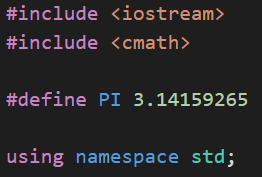 #include <iostream>
#include <cmath>
#define PI 3.14159265
using namespace std;